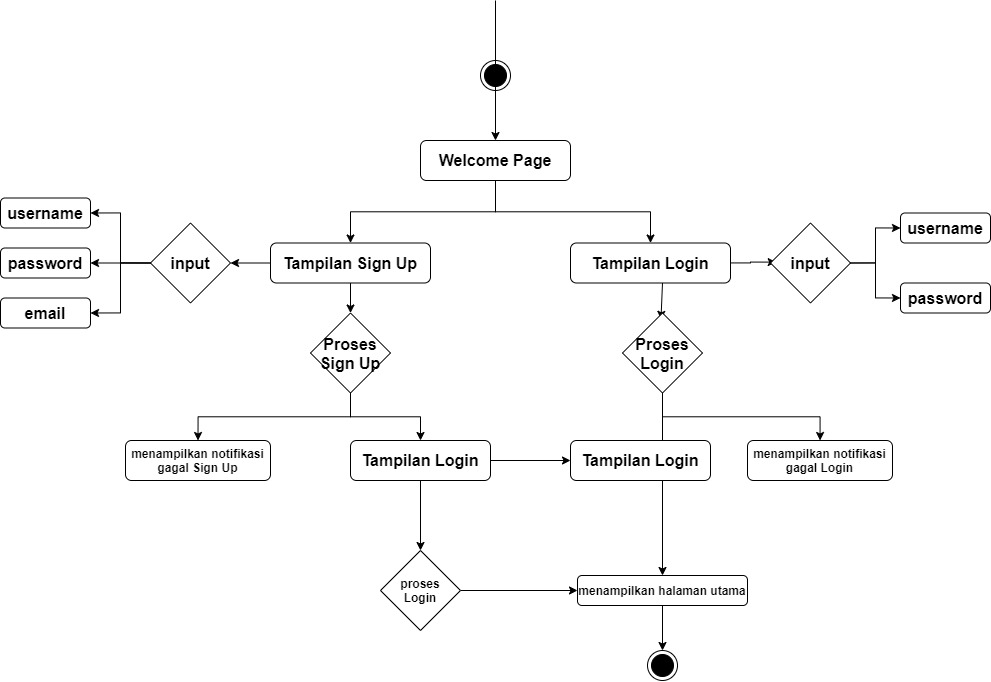 Welcome Page
username
password
email
input
Tampilan Sign Up
Tampilan Login
input
username
password
Proses
Sign Up
Proses
Login
menampilkan notifikasi
gagal Sign Up
Tampilan Login
Tampilan Login
menampilkan notifikasi
gagal Login
proses
Login
menampilkan halaman utama